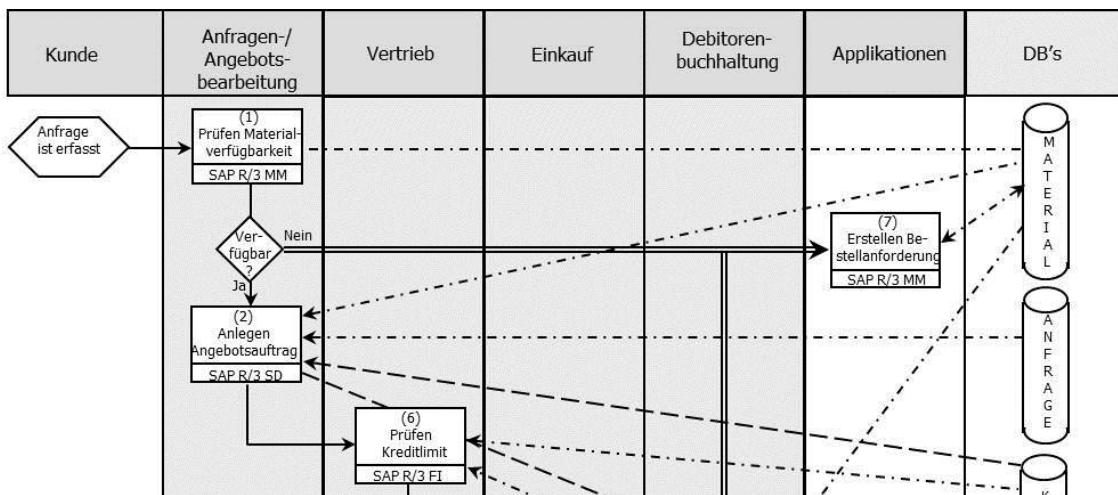 Kunde
Anfragen-/
Angebots-
bearbeitung
Vertrieb
Einkauf
Debitoren-
buchhaltung
Applikationen
DB's
Anfrage
ist erfasst
(1)
Prüfen Material-
verfügbarkeit
SAP R/3 MM
Ver-
fügbar
?
Nein
Ja
(7)
Erstellen Be-
stellanforderung
SAP R/3 MM
(2)
Anlegen
Angebotsauftrag
SAP R/3 SD
(6)
Prüfen
Kreditlimit
SAP R/3 FI
MATERIAL
ANFRAGE
K